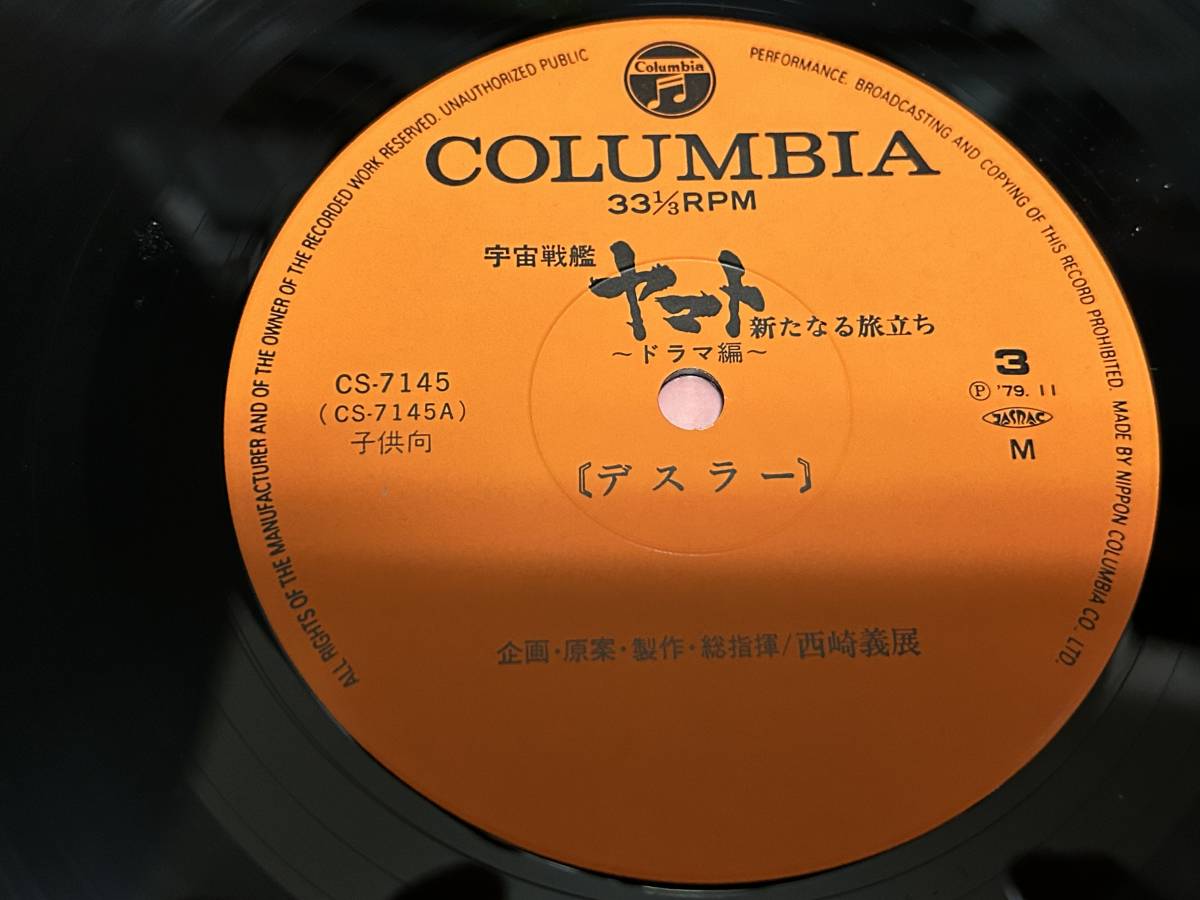 ALL RIGHTS OF THE MANUFACTURER AND OF THE OWNER OF THE RECORDED WORK RESERVED. UNAUTHORIZED PUBLIC PERFORMANCE. BROADCASTING AND COPYING OF THIS RECORD PROHIBITED. MADE BY NIPPON COLUMBIA CO. LTD.
Columbia
COLUMBIA
33⅓RPM
宇宙戦艦
ヤマト
新たなる旅立ち
~ドラマ編~
CS-7145
(CS-7145A)
子供向
3
Ⓟ '79. 11
JASRAC
M
〔デスラー〕
企画・原案・製作・総指揮/西崎義展